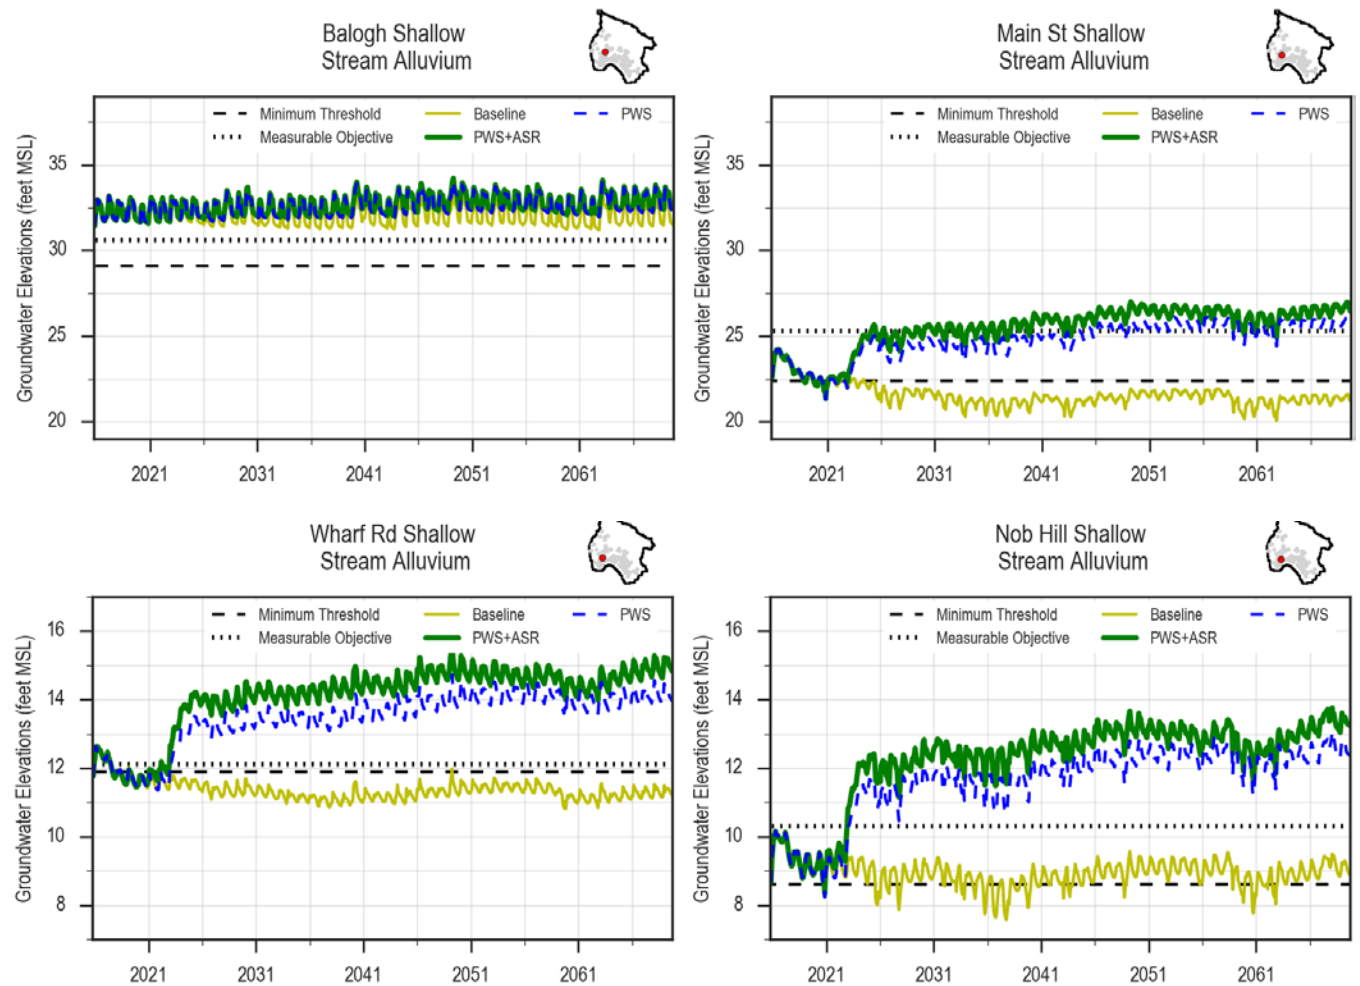 Balogh Shallow
Stream Alluvium
Minimum Threshold
Baseline
PWS
Measurable Objective
PWS+ASR
Groundwater Elevations (feet MSL)
35
30
25
20
2021
2031
2041
2051
2061
Main St Shallow
Stream Alluvium
Minimum Threshold
Baseline
PWS
Measurable Objective
PWS+ASR
Groundwater Elevations (feet MSL)
35
30
25
20
2021
2031
2041
2051
2061
Wharf Rd Shallow
Stream Alluvium
Minimum Threshold
Baseline
PWS
Measurable Objective
PWS+ASR
Groundwater Elevations (feet MSL)
16
14
12
10
8
2021
2031
2041
2051
2061
Nob Hill Shallow
Stream Alluvium
Minimum Threshold
Baseline
PWS
Measurable Objective
PWS+ASR
Groundwater Elevations (feet MSL)
16
14
12
10
8
2021
2031
2041
2051
2061